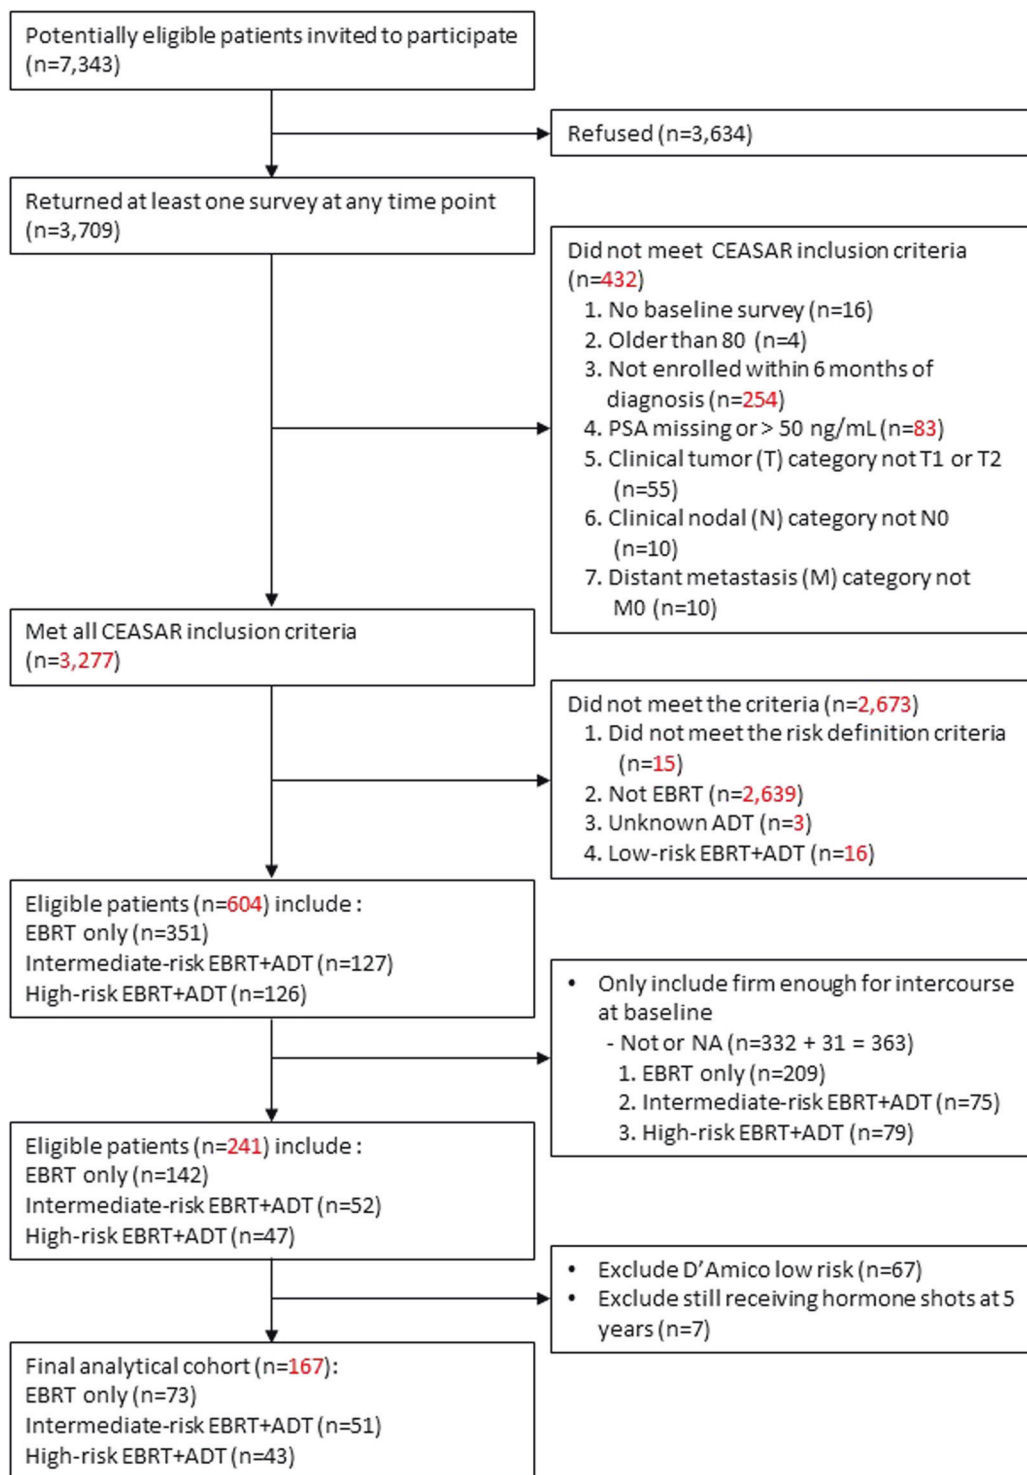 Potentially eligible patients invited to participate
(n=7,343)
Refused (n=3,634)
Returned at least one survey at any time point
(n=3,709)
Did not meet CEASAR inclusion criteria
(n=432)
1. No baseline survey (n=16)
2. Older than 80 (n=4)
3. Not enrolled within 6 months of
diagnosis (n=254)
4. PSA missing or > 50 ng/mL (n=83)
5. Clinical tumor (T) category not T1 or T2
(n=55)
6. Clinical nodal (N) category not N0
(n=10)
7. Distant metastasis (M) category not
M0 (n=10)
Met all CEASAR inclusion criteria
(n=3,277)
Did not meet the criteria (n=2,673)
1. Did not meet the risk definition criteria
(n=15)
2. Not EBRT (n=2,639)
3. Unknown ADT (n=3)
4. Low-risk EBRT+ADT (n=16)
Eligible patients (n=604) include :
EBRT only (n=351)
Intermediate-risk EBRT+ADT (n=127)
High-risk EBRT+ADT (n=126)
• Only include firm enough for intercourse
at baseline
- Not or NA (n=332 + 31 = 363)
1. EBRT only (n=209)
2. Intermediate-risk EBRT+ADT (n=75)
3. High-risk EBRT+ADT (n=79)
Eligible patients (n=241) include :
EBRT only (n=142)
Intermediate-risk EBRT+ADT (n=52)
High-risk EBRT+ADT (n=47)
• Exclude D’Amico low risk (n=67)
• Exclude still receiving hormone shots at 5
years (n=7)
Final analytical cohort (n=167):
EBRT only (n=73)
Intermediate-risk EBRT+ADT (n=51)
High-risk EBRT+ADT (n=43)